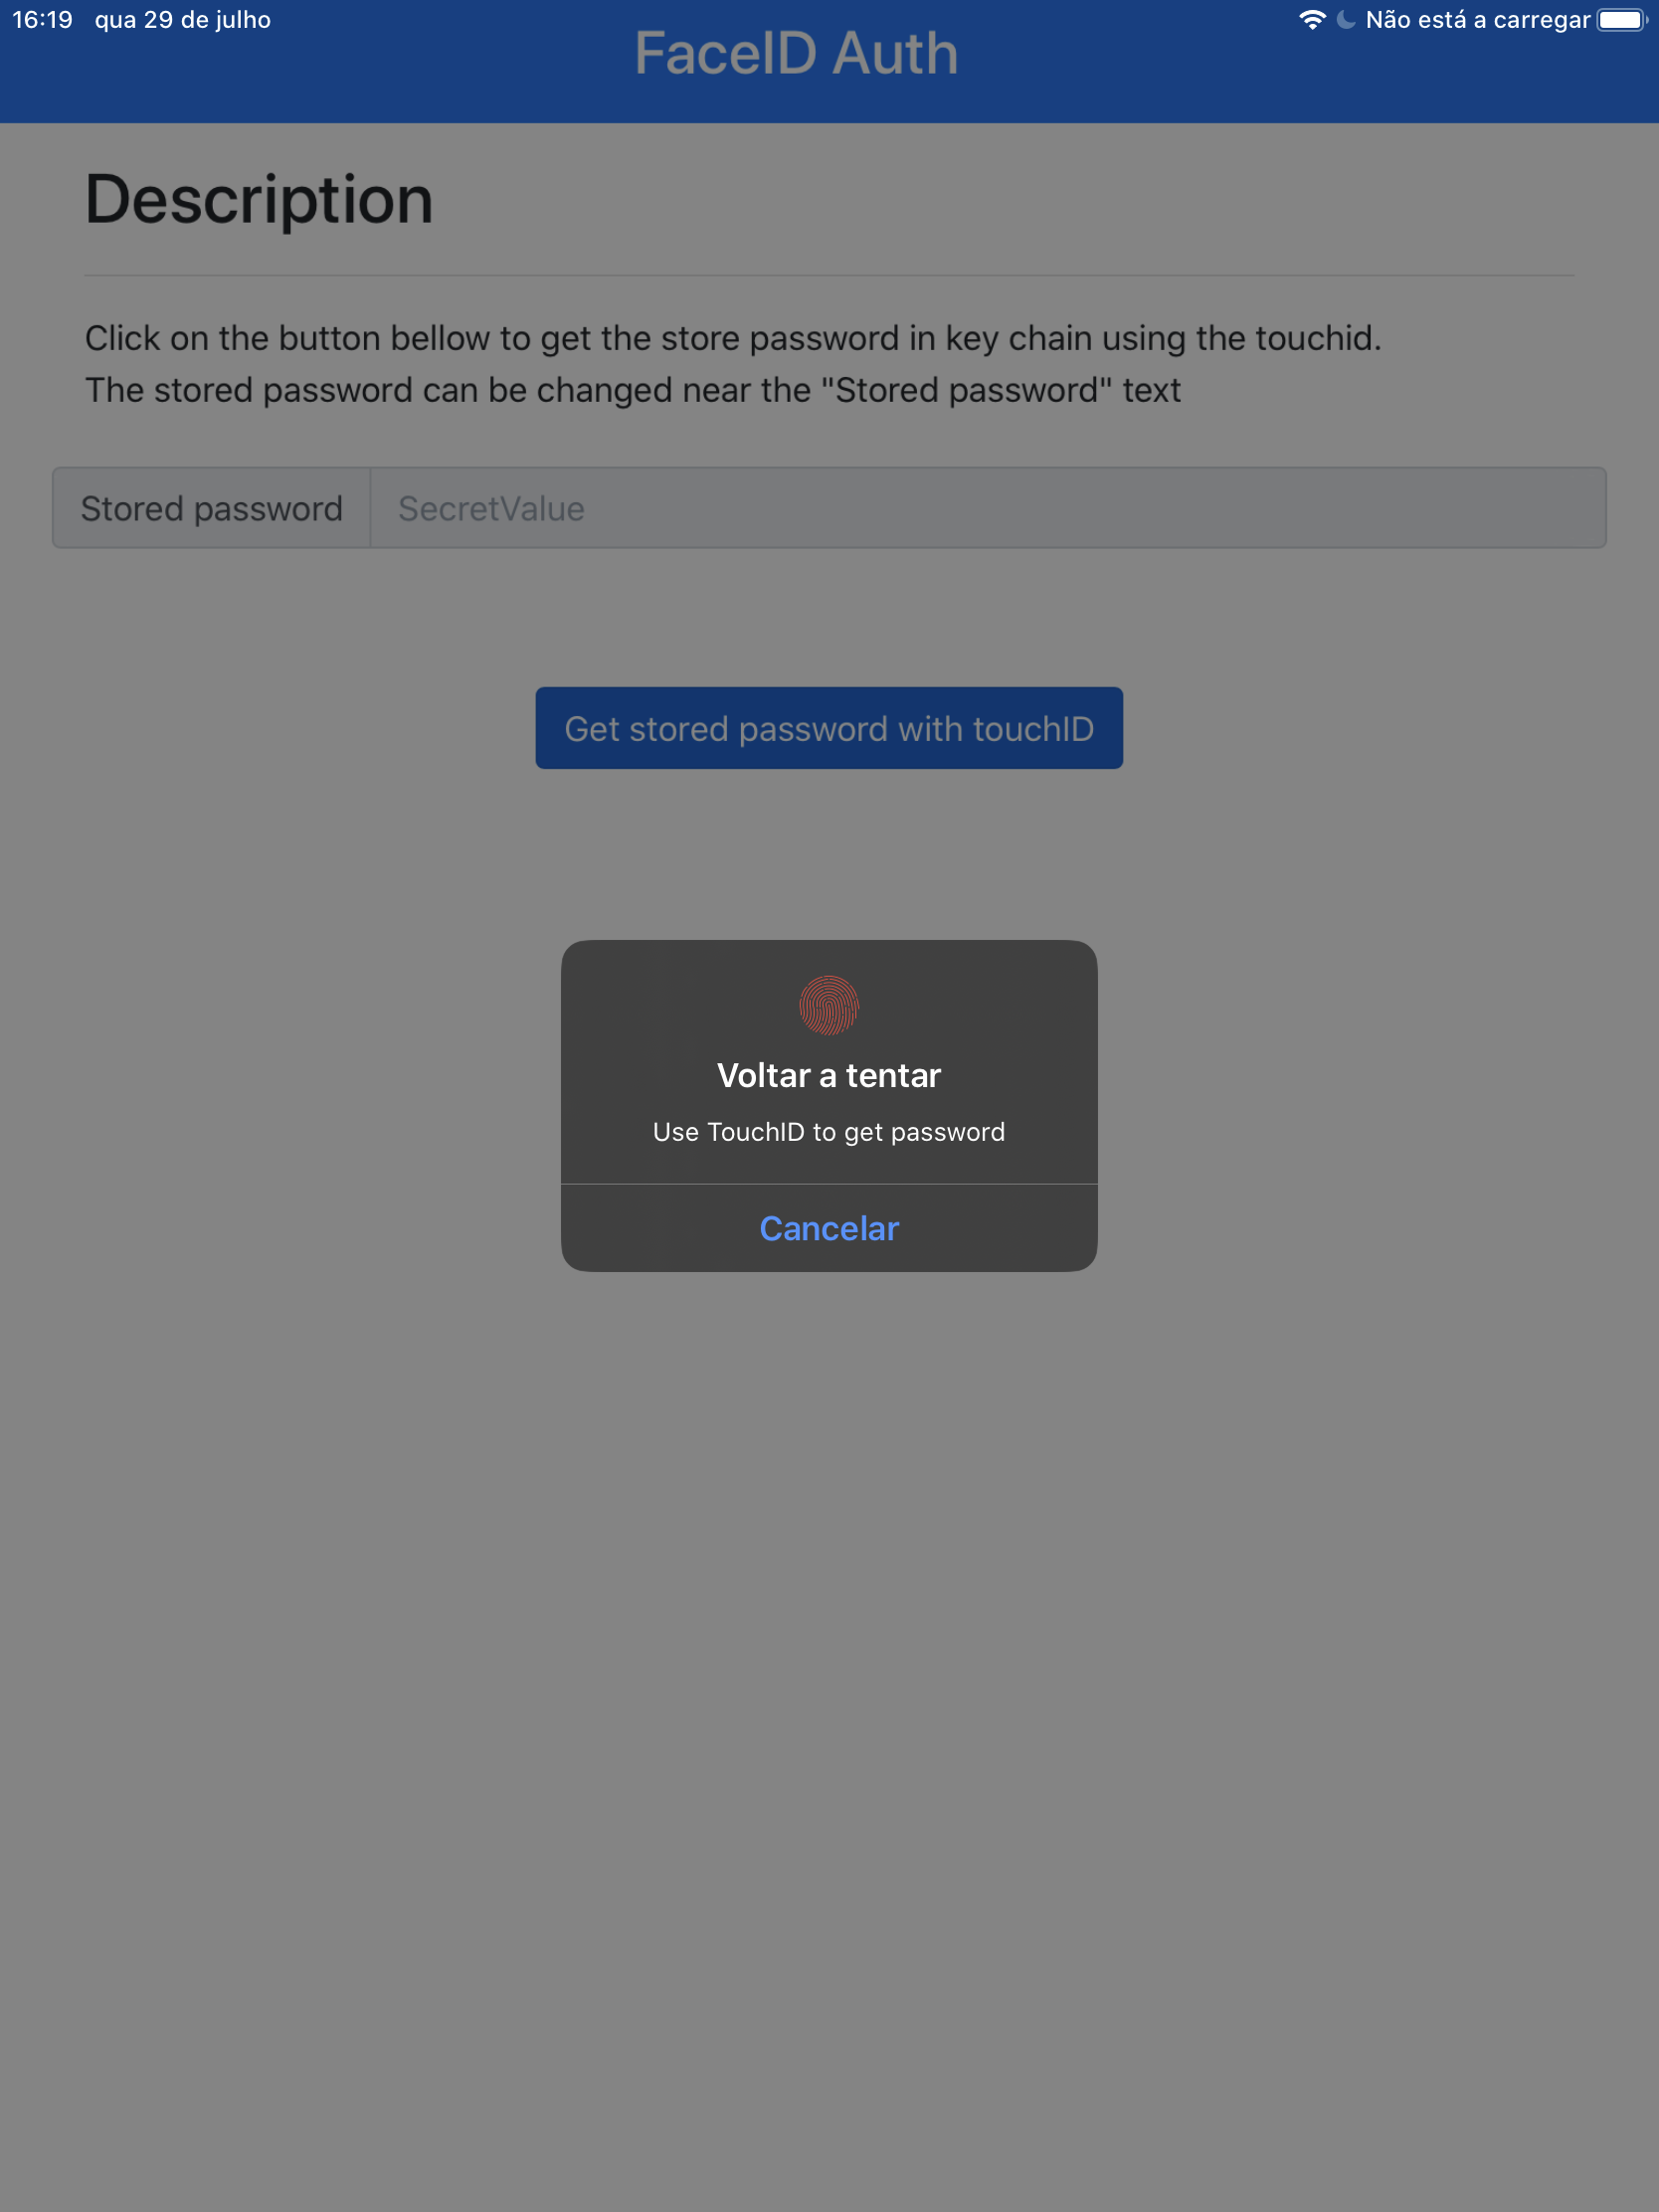 16:19 qua 29 de julho Não está a carregar
FaceID Auth
Description
Click on the button bellow to get the store password in key chain using the touchid.
The stored password can be changed near the "Stored password" text
Stored password SecretValue
Get stored password with touchID
Voltar a tentar
Use TouchID to get password
Cancelar